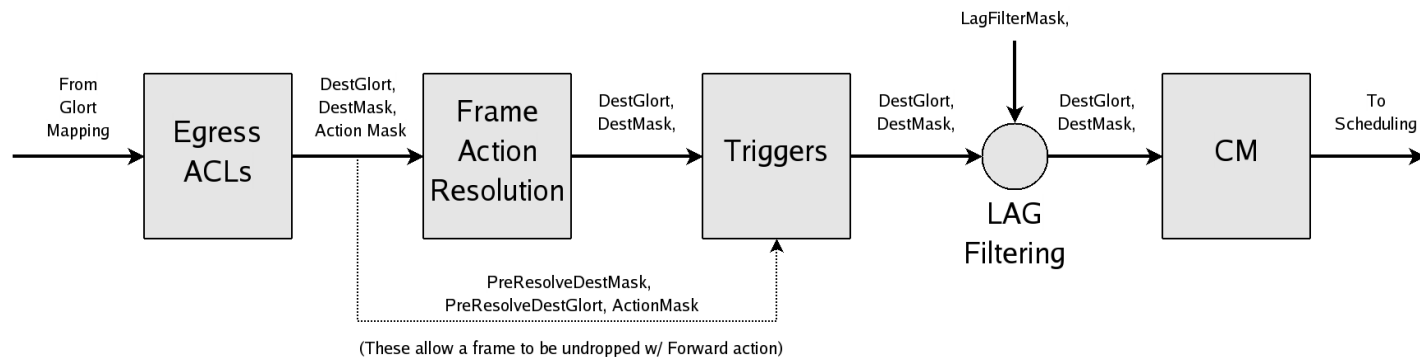 From
Glort
Mapping
Egress
ACLs
DestGlort,
DestMask,
Action Mask
Frame
Action
Resolution
DestGlort,
DestMask,
Triggers
DestGlort,
DestMask,
LagFilterMask,
LAG
Filtering
DestGlort,
DestMask,
CM
To
Scheduling
PreResolveDestMask,
PreResolveDestGlort, ActionMask
(These allow a frame to be undropped w/ Forward action)